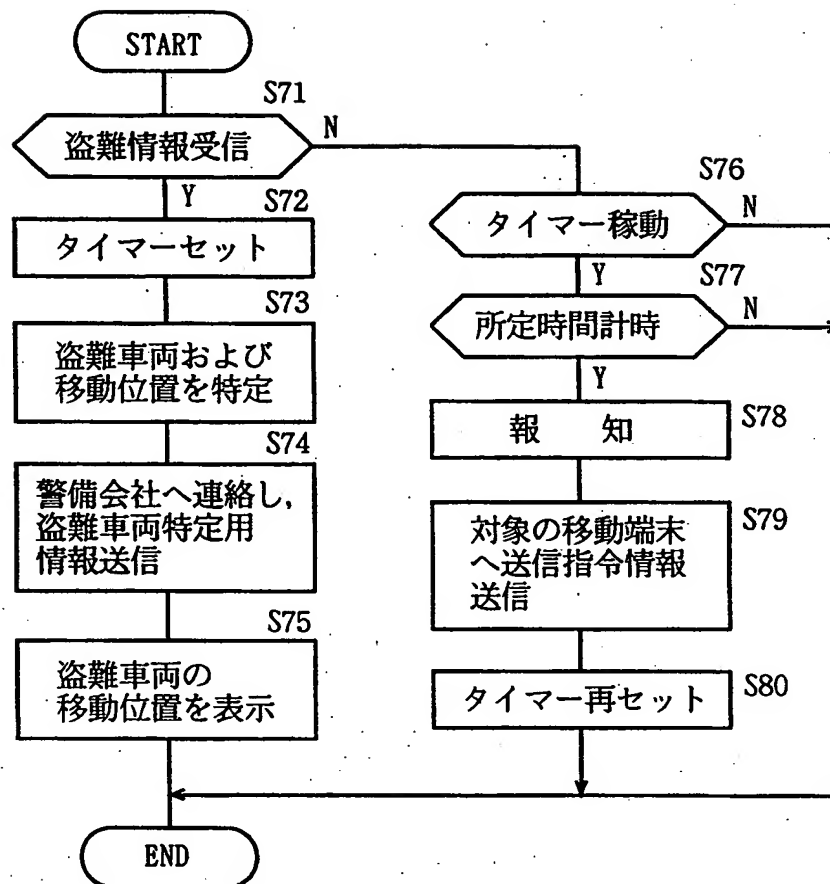 START
S71
盗難情報受信
N
Y
S72
タイマーセット
S73
盗難車両および
移動位置を特定
S74
警備会社へ連絡し,
盗難車両特定用
情報送信
S75
盗難車両の
移動位置を表示
END
S76
タイマー稼動
N
Y
S77
所定時間計時
N
Y
報 知
S78
対象の移動端末
へ送信指令情報
送信
S79
タイマー再セット
S80